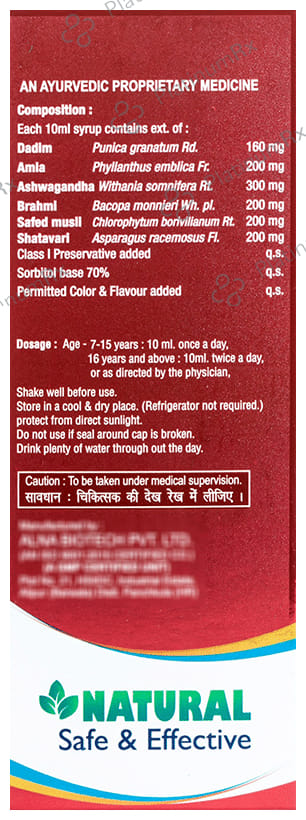 AN AYURVEDIC PROPRIETARY MEDICINE
Composition :
Each 10ml syrup contains ext. of :
Dadim Punica granatum Rd. 160 mg
Amla Phyllanthus emblica Fr. 200 mg
Ashwagandha Withania somnifera Rt. 300 mg
Brahmi Bacopa monnieri Wh. pl. 200 mg
Safed musli Chlorophytum borivilianum Rt. 200 mg
Shatavari Asparagus racemosus Fl. 200 mg
Class I Preservative added q.s.
Sorbitol base 70% q.s.
Permitted Color & Flavour added q.s.
Dosage : Age - 7-15 years : 10 ml. once a day,
16 years and above : 10ml. twice a day,
or as directed by the physician,
Shake well before use.
Store in a cool & dry place. (Refrigerator not required.)
protect from direct sunlight.
Do not use if seal around cap is broken.
Drink plenty of water through out the day.
Caution : To be taken under medical supervision.
सावधान : चिकित्सक की देख रेख में लीजिए ।
NATURAL
Safe & Effective